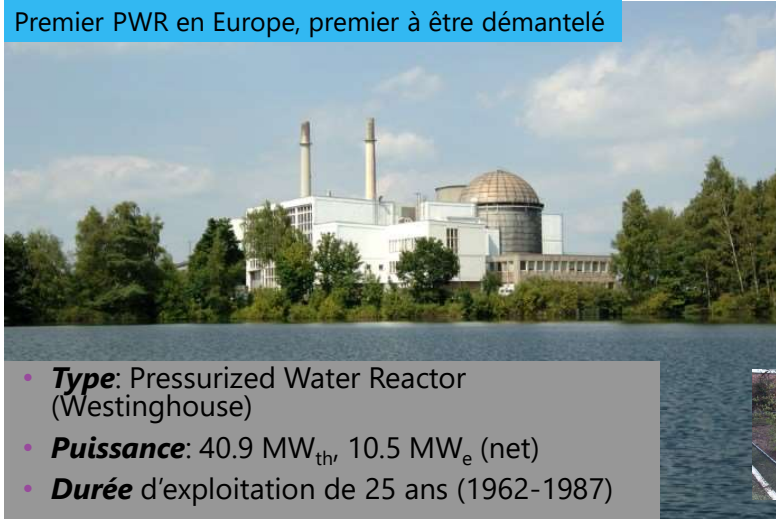 Premier PWR en Europe, premier à être démantelé
• Type: Pressurized Water Reactor
(Westinghouse)
• Puissance: 40.9 MWth, 10.5 MWe (net)
• Durée d'exploitation de 25 ans (1962-1987)